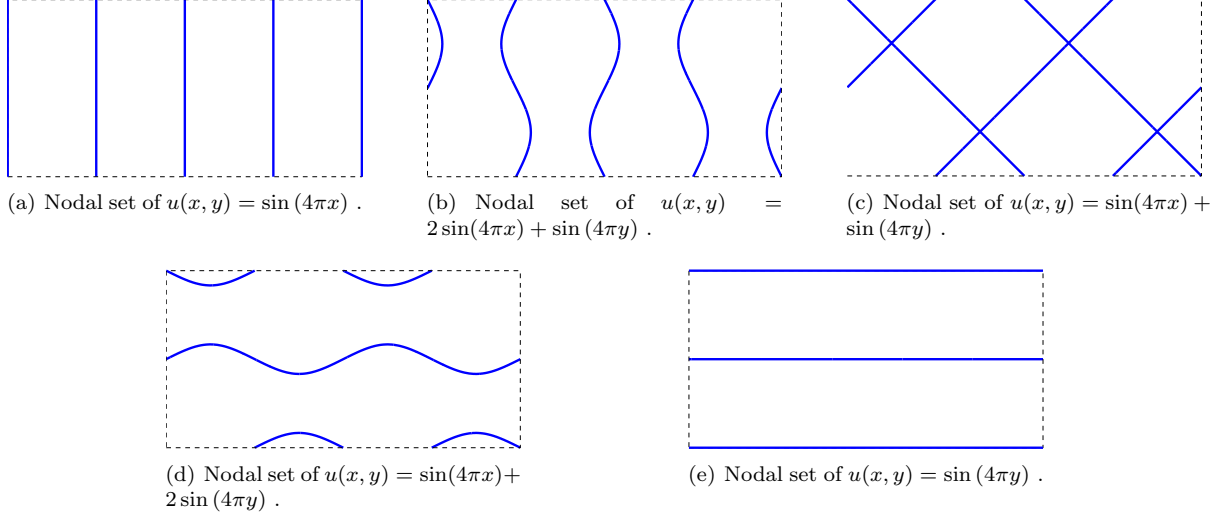 (a) Nodal set of u(x, y) = sin (4πx) .
(b) Nodal set of u(x, y) =
2 sin(4πx) + sin (4πy) .
(c) Nodal set of u(x, y) = sin(4πx) +
sin (4πy) .
(d) Nodal set of u(x, y) = sin(4πx)+
2 sin (4πy) .
(e) Nodal set of u(x, y) = sin (4πy) .